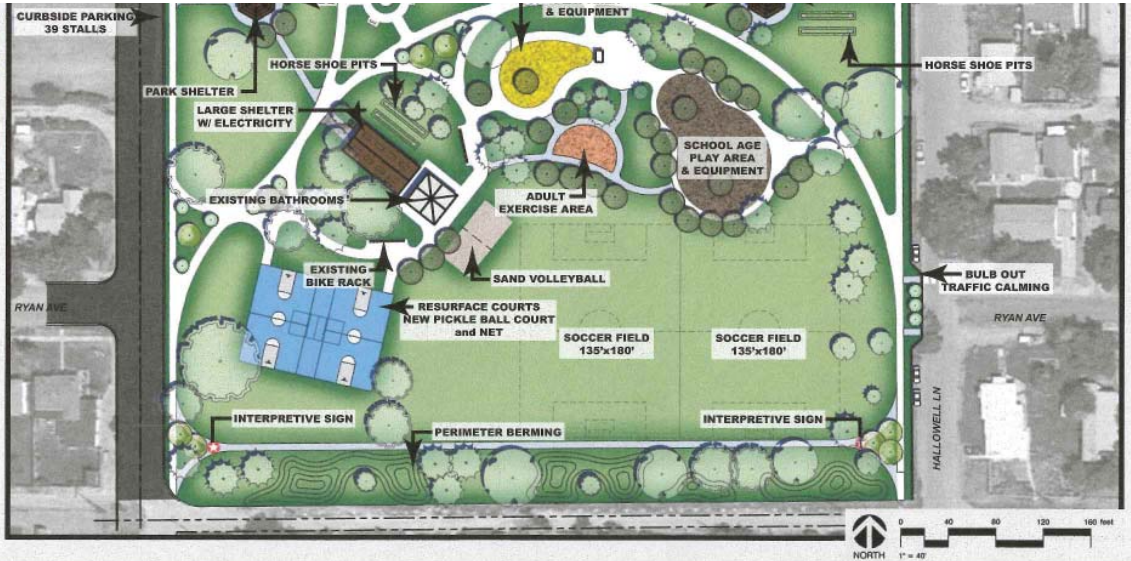 CURBSIDE PARKING
39 STALLS
& EQUIPMENT
HORSE SHOE PITS
HORSE SHOE PITS
PARK SHELTER
LARGE SHELTER
W/ ELECTRICITY
SCHOOL AGE
PLAY AREA
& EQUIPMENT
EXISTING BATHROOMS
ADULT
EXERCISE AREA
EXISTING
BIKE RACK
SAND VOLLEYBALL
BULB OUT
TRAFFIC CALMING
RYAN AVE
RESURFACE COURTS
NEW PICKLE BALL COURT
and NET
RYAN AVE
SOCCER FIELD
135'x180'
SOCCER FIELD
135'x180'
INTERPRETIVE SIGN
INTERPRETIVE SIGN
PERIMETER BERMING
HALLOWELL LN
NORTH
0 40 80 120 160 feet
1" = 40'